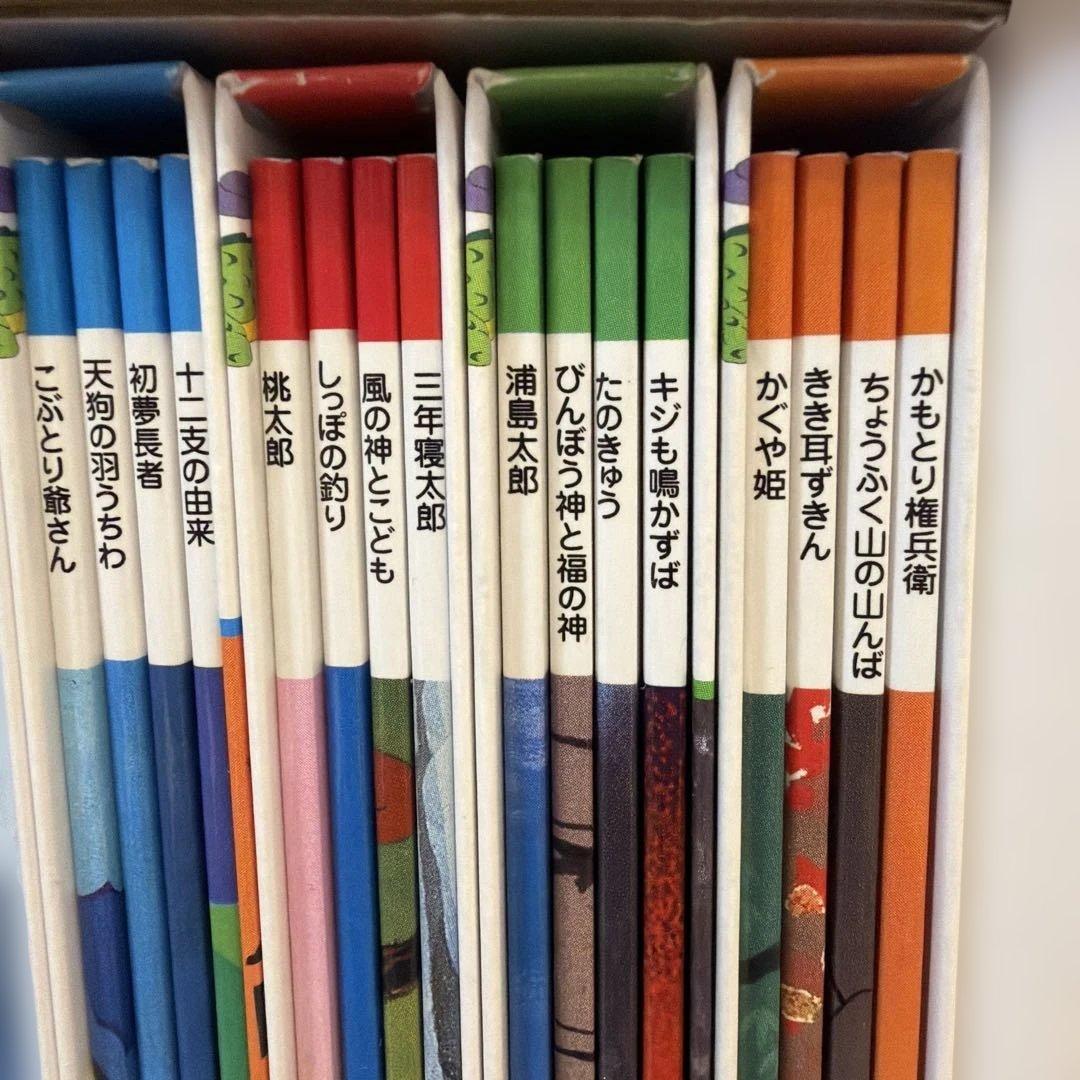 こぶとり爺さん
天狗の羽うちわ
初夢長者
十二支の由来
桃太郎
しっぽの釣り
風の神とこども
三年寝太郎
浦島太郎
びんぼう神と福の神
たのきゅう
キジも鳴かずば
かぐや姫
きき耳ずきん
ちょうふく山の山んば
かもとり権兵衛